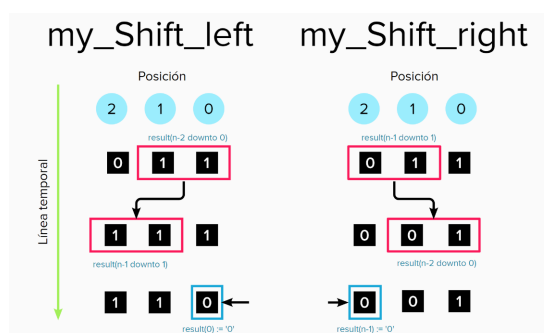 my_Shift_left
my_Shift_right
Posición
Posición
2 1 0
2 1 0
result(n-2 downto 0)
result(n-1 downto 1)
0 1 1
0 1 1
Línea temporal
1 1 1
0 0 1
result(n-1 downto 1)
result(n-2 downto 0)
1 1 0
0 0 1
result(0) := '0'
result(n-1) := '0'